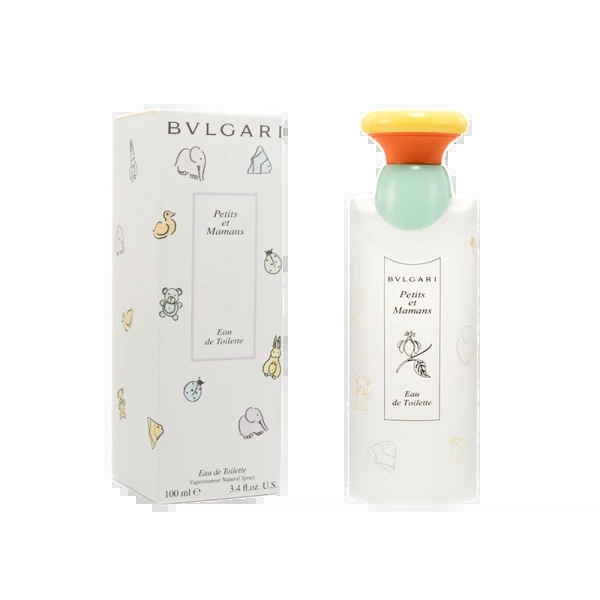 BVLGARI
Petits
et
Mamans
Eau
de Toilette
Eau de Toilette
Vaporisateur Natural Spray
100 ml ℮ 3.4 fl.oz. U.S.
BVLGARI
Petits
et
Mamans
Eau
de Toilette